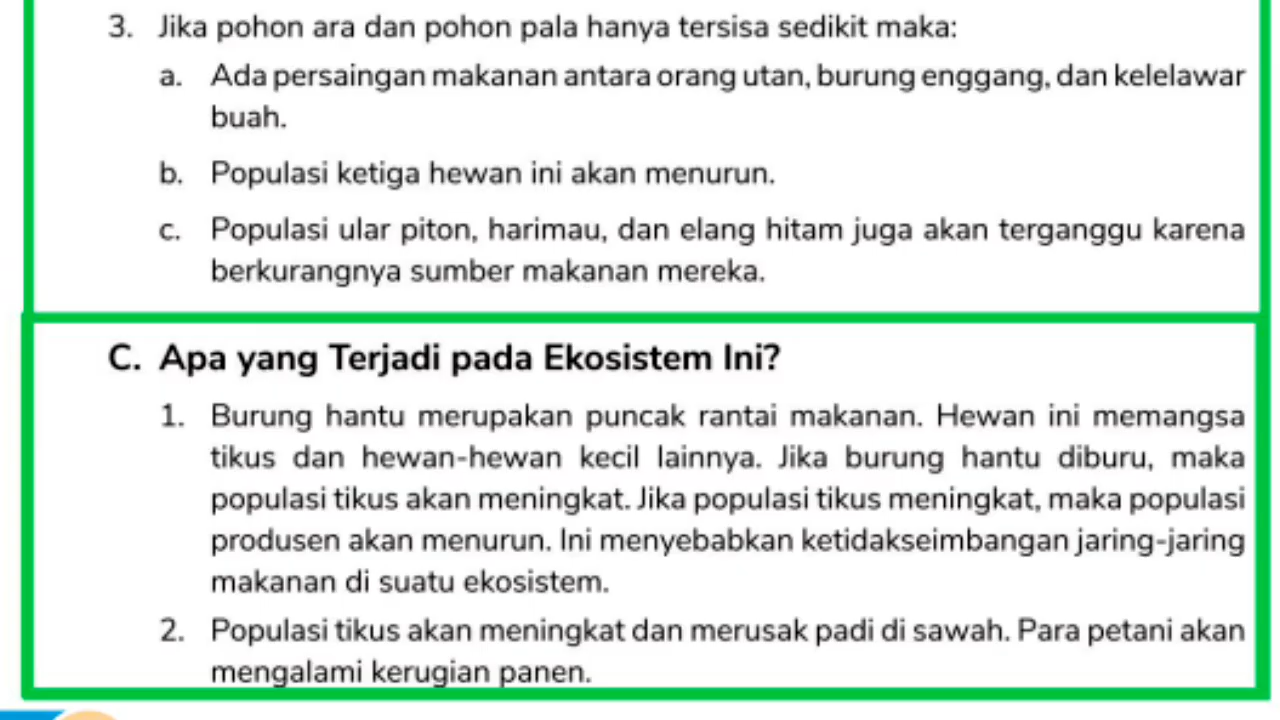 3. Jika pohon ara dan pohon pala hanya tersisa sedikit maka:
a. Ada persaingan makanan antara orang utan, burung enggang, dan kelelawar
buah.
b. Populasi ketiga hewan ini akan menurun.
c. Populasi ular piton, harimau, dan elang hitam juga akan terganggu karena
berkurangnya sumber makanan mereka.
C. Apa yang Terjadi pada Ekosistem Ini?
1. Burung hantu merupakan puncak rantai makanan. Hewan ini memangsa
tikus dan hewan-hewan kecil lainnya. Jika burung hantu diburu, maka
populasi tikus akan meningkat. Jika populasi tikus meningkat, maka populasi
produsen akan menurun. Ini menyebabkan ketidakseimbangan jaring-jaring
makanan di suatu ekosistem.
2. Populasi tikus akan meningkat dan merusak padi di sawah. Para petani akan
mengalami kerugian panen.